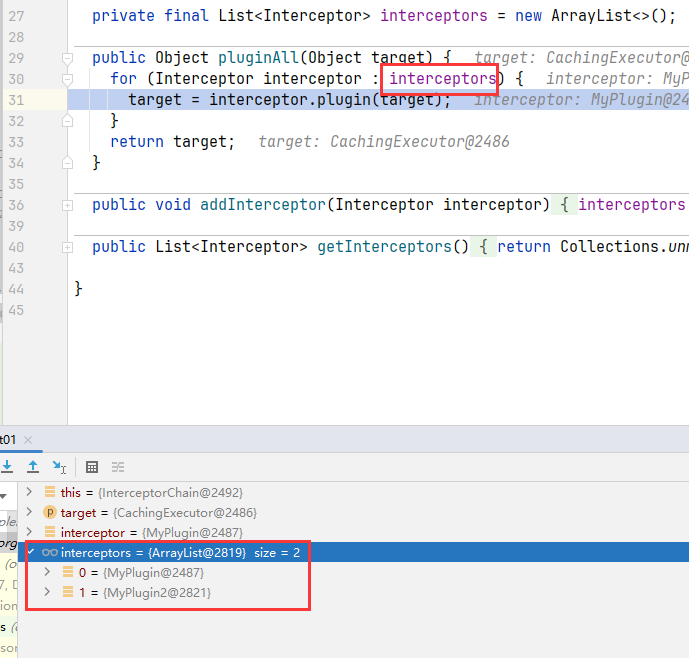 27 private final List<Interceptor> interceptors = new ArrayList<>();
28
29 public Object pluginAll(Object target) { target: CachingExecutor@
30 for (Interceptor interceptor : interceptors) { interceptor: MyP
31 target = interceptor.plugin(target); interceptor: MyPlugin@24
32 }
33 return target; target: CachingExecutor@2486
34 }
35
36 public void addInterceptor(Interceptor interceptor) { interceptors
39
40 public List<Interceptor> getInterceptors() { return Collections.unm
43
44 }
45
t01
this = {InterceptorChain@2492}
p target = {CachingExecutor@2486}
interceptor = {MyPlugin@2487}
interceptors = {ArrayList@2819} size = 2
0 = {MyPlugin@2487}
1 = {MyPlugin2@2821}